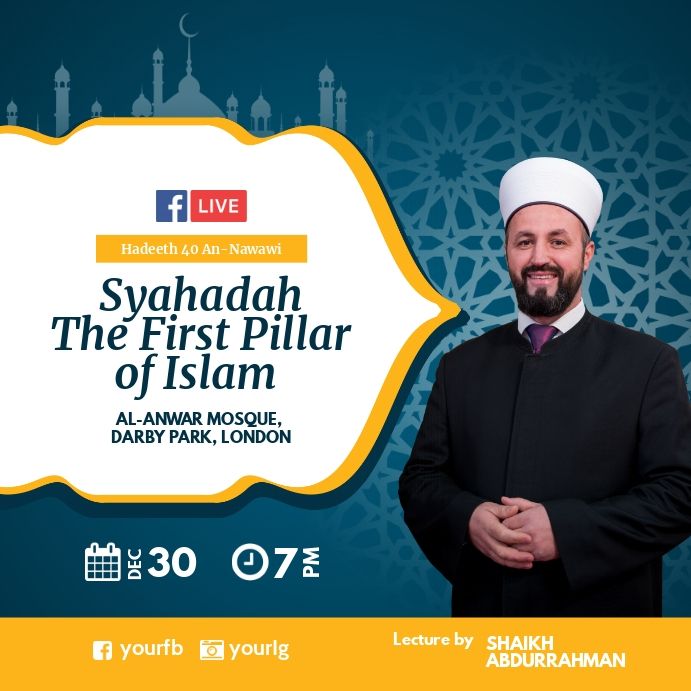 LIVE
Hadeeth 40 An-Nawawi
Syahadah
The First Pillar
of Islam
AL-ANWAR MOSQUE,
DARBY PARK, LONDON
DEC 30
7 PM
yourfb
yourIg
Lecture by
SHAIKH
ABDURRAHMAN